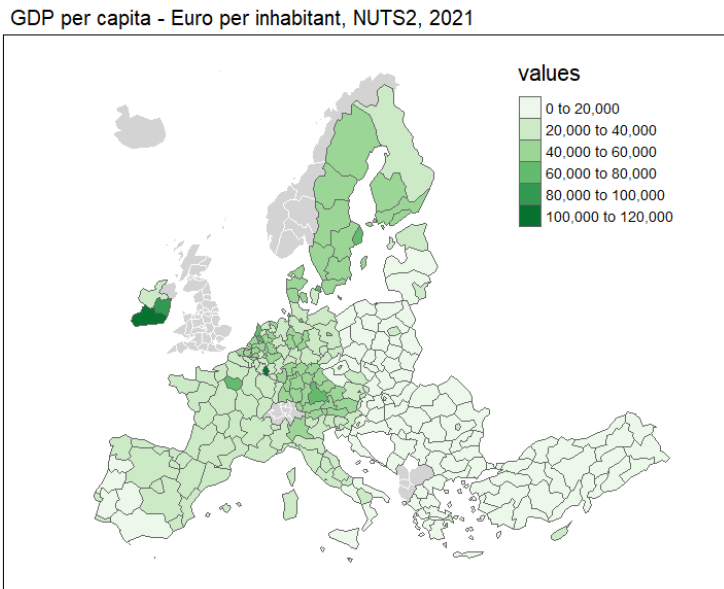 GDP per capita - Euro per inhabitant, NUTS2, 2021
values
0 to 20,000
20,000 to 40,000
40,000 to 60,000
60,000 to 80,000
80,000 to 100,000
100,000 to 120,000